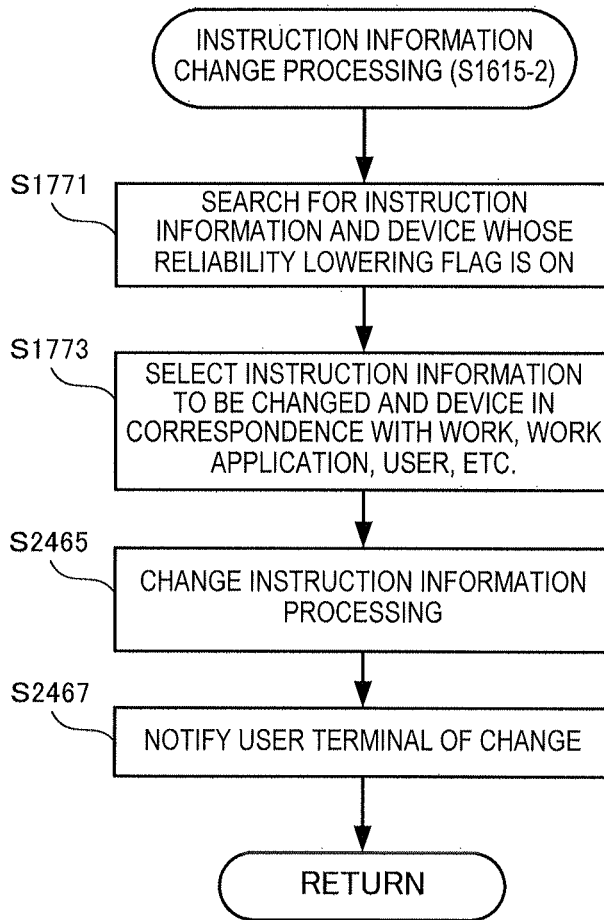 INSTRUCTION INFORMATION
CHANGE PROCESSING (S1615-2)
S1771
SEARCH FOR INSTRUCTION
INFORMATION AND DEVICE WHOSE
RELIABILITY LOWERING FLAG IS ON
S1773
SELECT INSTRUCTION INFORMATION
TO BE CHANGED AND DEVICE IN
CORRESPONDENCE WITH WORK, WORK
APPLICATION, USER, ETC.
S2465
CHANGE INSTRUCTION INFORMATION
PROCESSING
S2467
NOTIFY USER TERMINAL OF CHANGE
RETURN